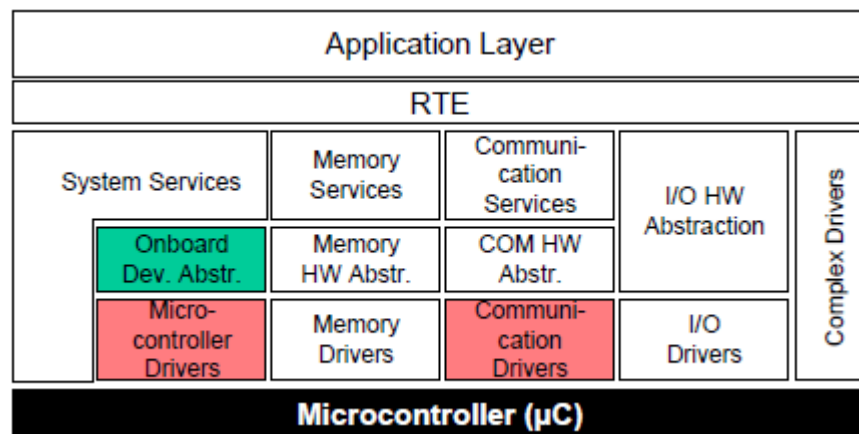 Application Layer
RTE
System Services
Memory
Services
Communi-
cation
Services
I/O HW
Abstraction
Complex Drivers
Onboard
Dev. Abstr.
Memory
HW Abstr.
COM HW
Abstr.
Micro-
controller
Drivers
Memory
Drivers
Communi-
cation
Drivers
I/O
Drivers
Microcontroller (µC)